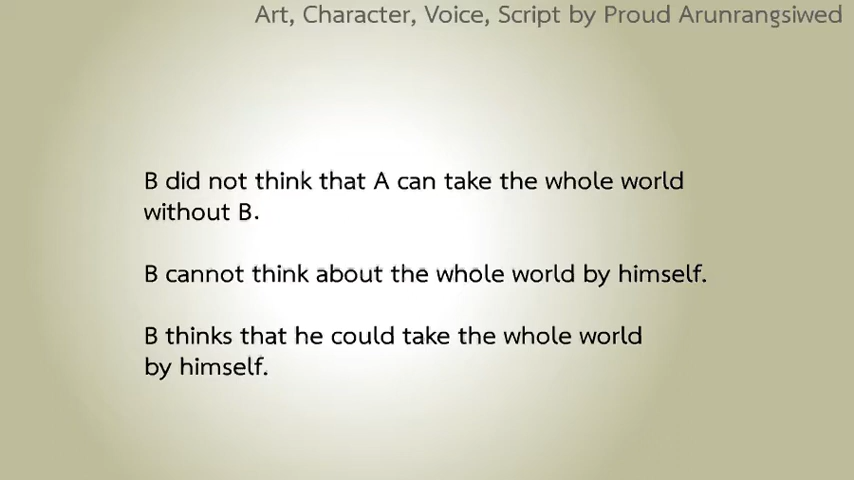 Art, Character, Voice, Script by Proud Arunrangsiwed
B did not think that A can take the whole world
without B.
B cannot think about the whole world by himself.
B thinks that he could take the whole world
by himself.